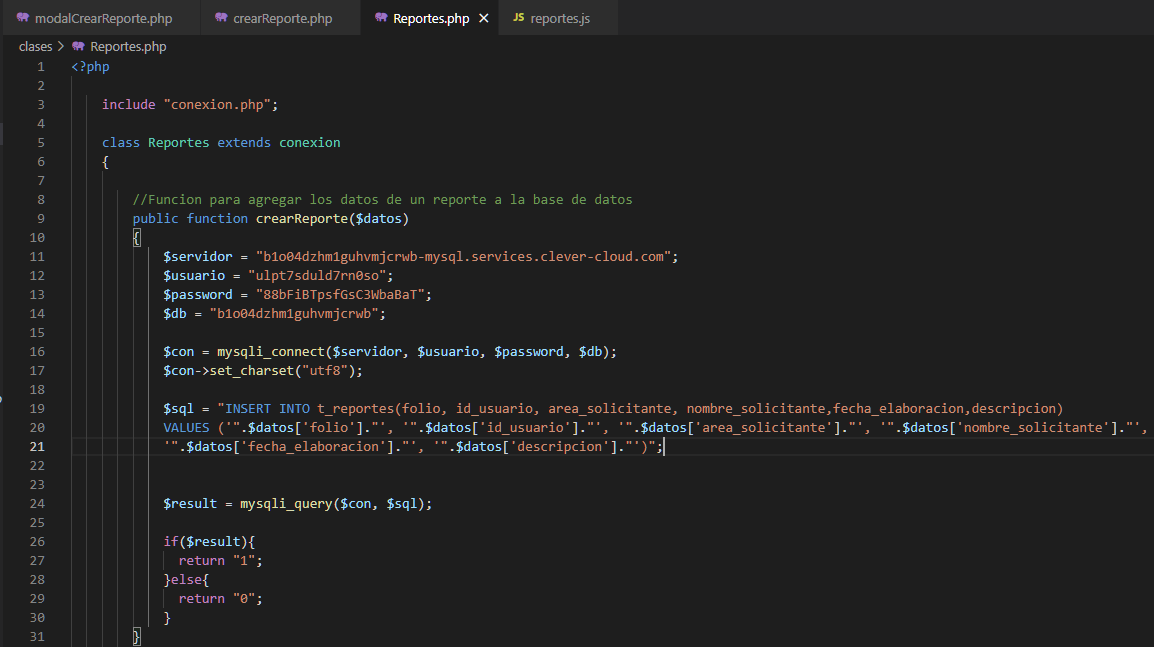 modalCrearReporte.php crearReporte.php Reportes.php JS reportes.js
clases > Reportes.php
1 <?php
2
3 include "conexion.php";
4
5 class Reportes extends conexion
6 {
7
8 //Funcion para agregar los datos de un reporte a la base de datos
9 public function crearReporte($datos)
10 {
11 $servidor = "b1o04dzhm1guhvmjcrwb-mysql.services.clever-cloud.com";
12 $usuario = "ulpt7sduld7rn0so";
13 $password = "88bFiBTpsfGsC3WbaBaT";
14 $db = "b1o04dzhm1guhvmjcrwb";
15
16 $con = mysqli_connect($servidor, $usuario, $password, $db);
17 $con->set_charset("utf8");
18
19 $sql = "INSERT INTO t_reportes(folio, id_usuario, area_solicitante, nombre_solicitante,fecha_elaboracion,descripcion)
20 VALUES ('".$datos['folio']."', '".$datos['id_usuario']."', '".$datos['area_solicitante']."', '".$datos['nombre_solicitante']."',
21 '".$datos['fecha_elaboracion']."', '".$datos['descripcion']."')";
22
23
24 $result = mysqli_query($con, $sql);
25
26 if($result){
27 return "1";
28 }else{
29 return "0";
30 }
31 }